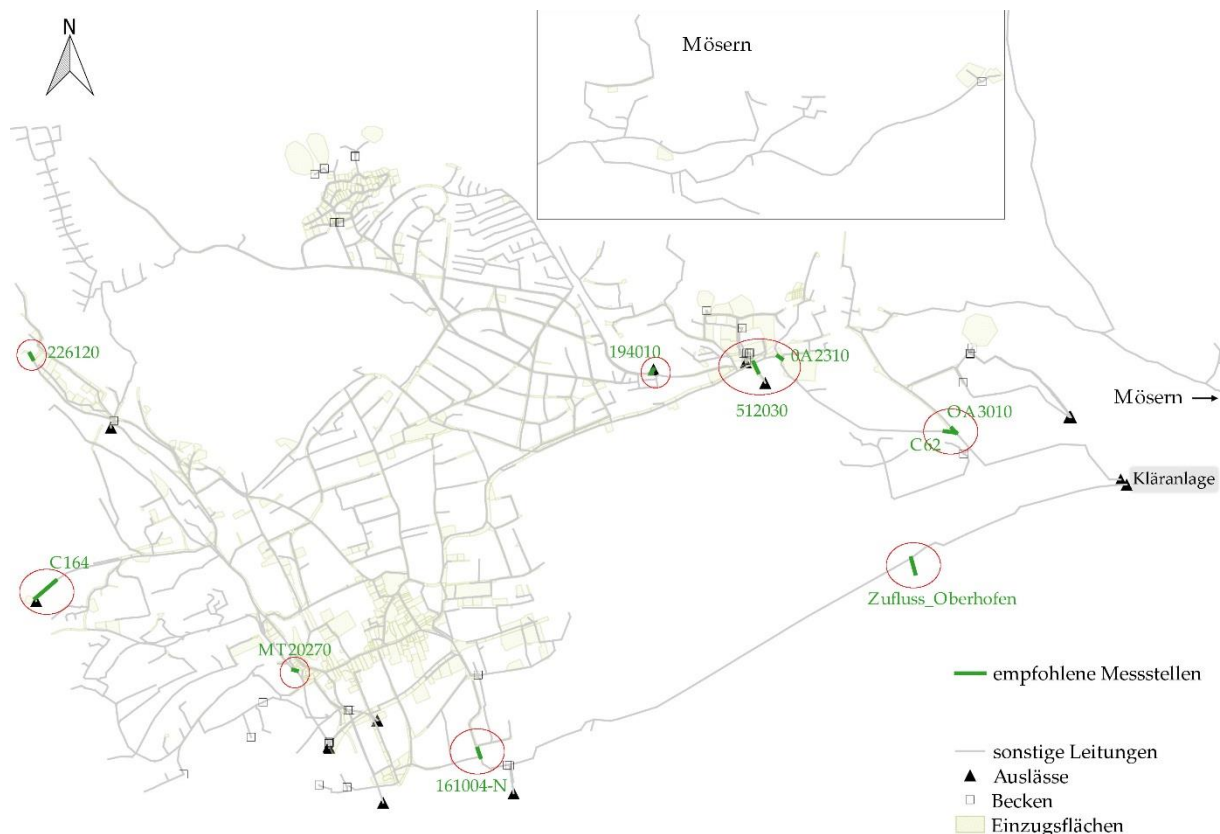 N
Mösern
226120
194010
0A2310
512030
OA3010
C62
Mösern →
Kläranlage
C164
Zufluss_Oberhofen
MT20270
161004-N
empfohlene Messstellen
sonstige Leitungen
Auslässe
Becken
Einzugsflächen